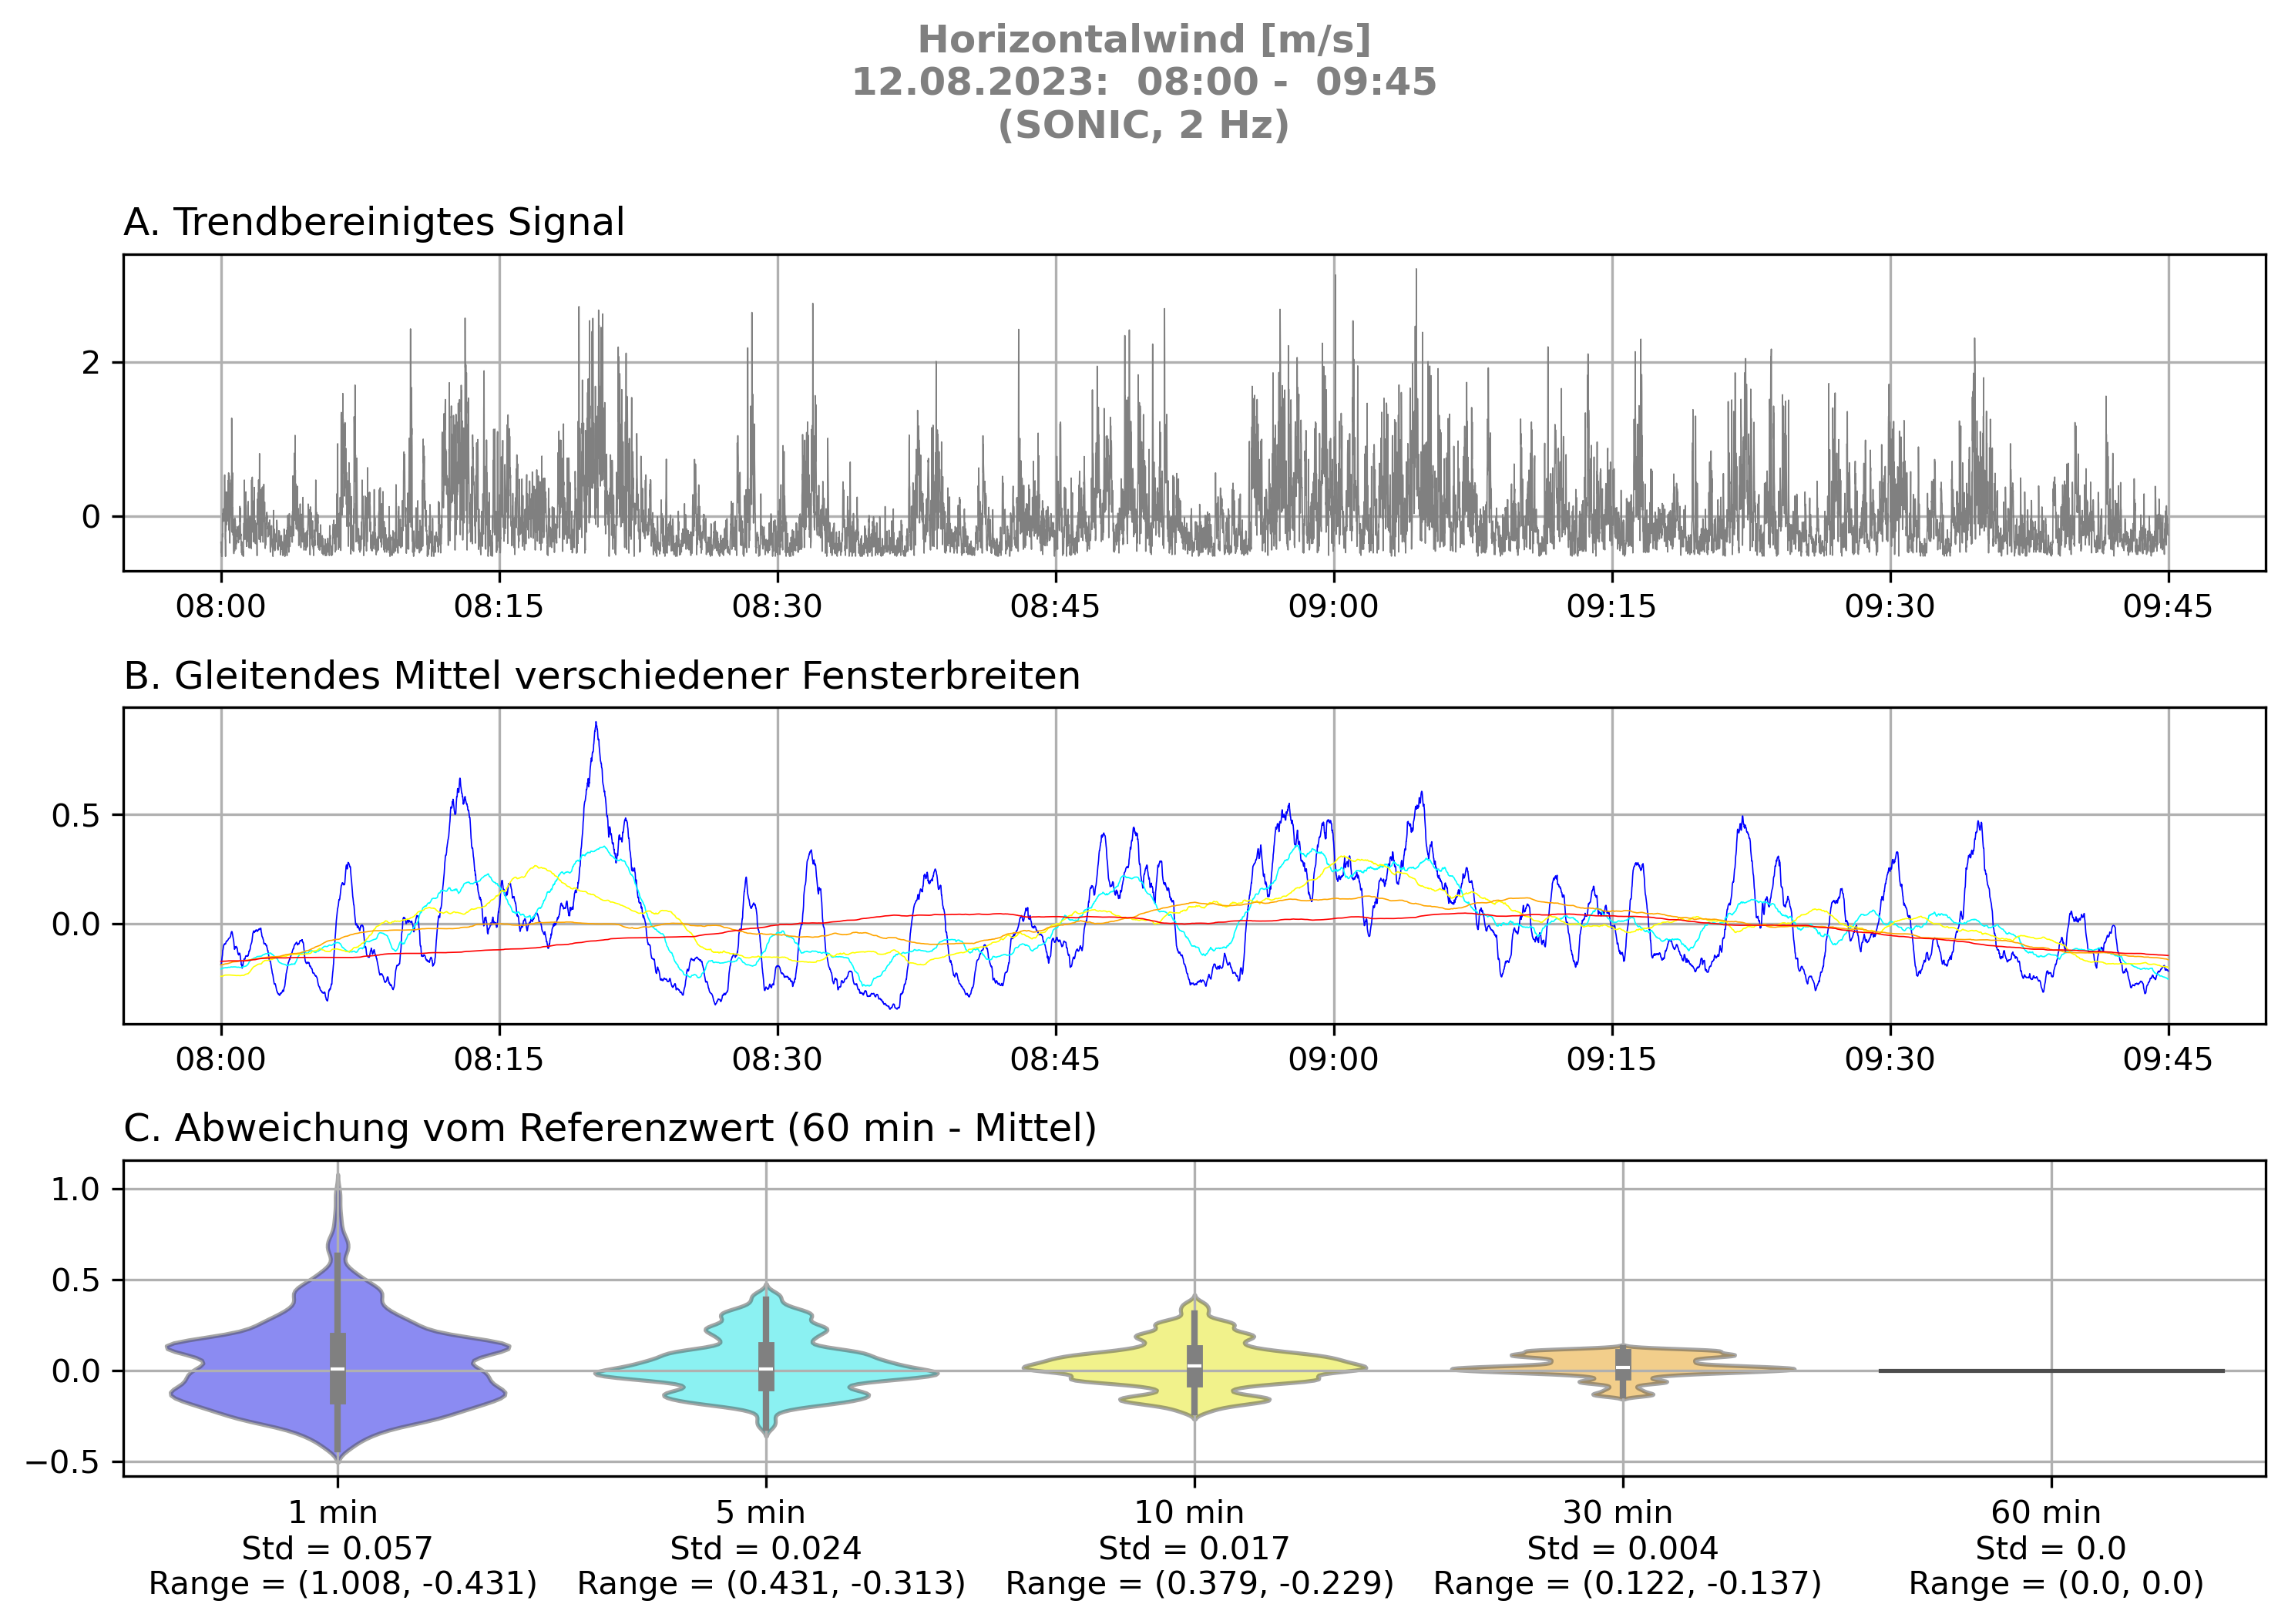 Horizontalwind [m/s]
12.08.2023:  08:00 -  09:45
(SONIC, 2 Hz)
A. Trendbereinigtes Signal
2
0
08:00 08:15 08:30 08:45 09:00 09:15 09:30 09:45
B. Gleitendes Mittel verschiedener Fensterbreiten
0.5
0.0
08:00 08:15 08:30 08:45 09:00 09:15 09:30 09:45
C. Abweichung vom Referenzwert (60 min - Mittel)
1.0
0.5
0.0
−0.5
1 min 5 min 10 min 30 min 60 min
Std = 0.057 Std = 0.024 Std = 0.017 Std = 0.004 Std = 0.0
Range = (1.008, -0.431) Range = (0.431, -0.313) Range = (0.379, -0.229) Range = (0.122, -0.137) Range = (0.0, 0.0)